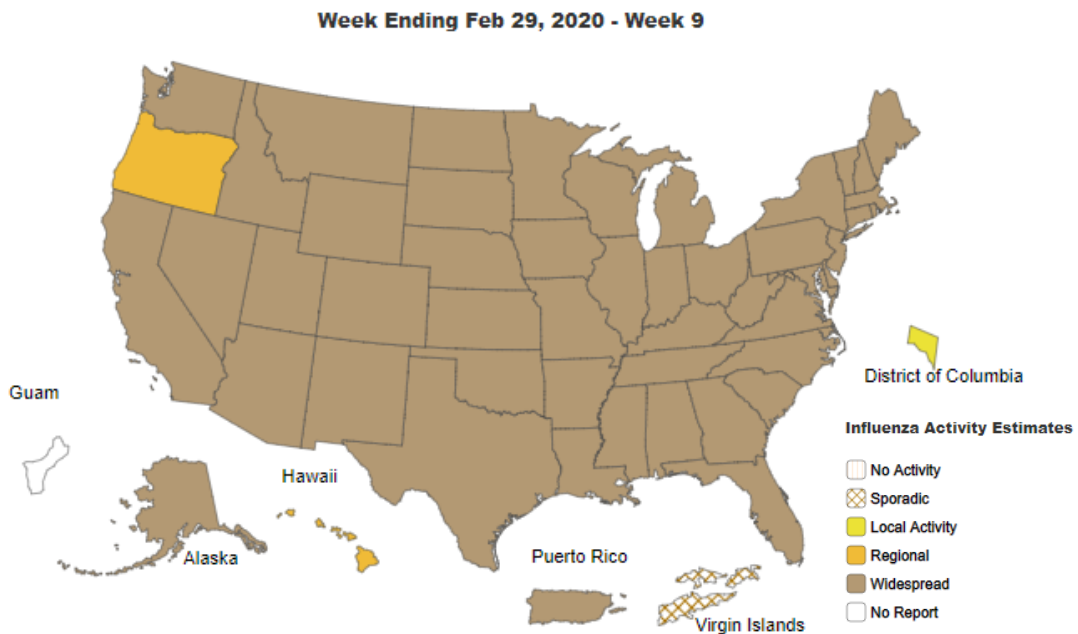 Week Ending Feb 29, 2020 - Week 9
Guam
District of Columbia
Influenza Activity Estimates
No Activity
Hawaii
Sporadic
Local Activity
Alaska
Puerto Rico
Regional
Widespread
No Report
Virgin Islands